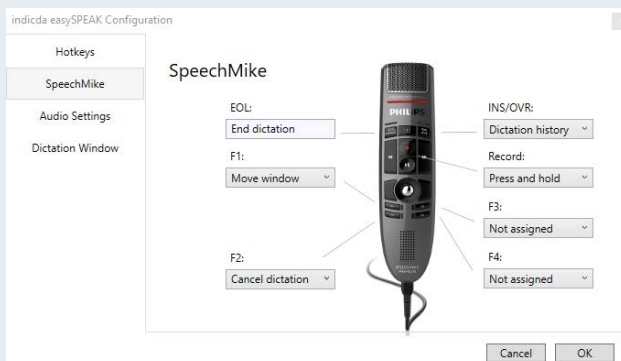 indicda easySPEAK Configuration
Hotkeys
SpeechMike
Audio Settings
Dictation Window
SpeechMike
EOL:
End dictation
F1:
Move window
F2:
Cancel dictation
PHILIPS
INS/OVR:
Dictation history
Record:
Press and hold
F3:
Not assigned
F4:
Not assigned
Cancel
OK